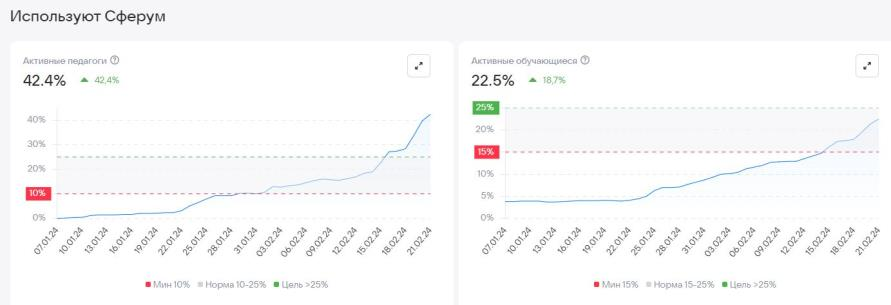 Используют Сферум
Активные педагоги
42.4% 42,4%
40%
30%
20%
10%
0%
07.01.24 10.01.24 13.01.24 16.01.24 19.01.24 22.01.24 25.01.24 28.01.24 31.01.24 03.02.24 06.02.24 09.02.24 12.02.24 15.02.24 18.02.24 21.02.24
Мин 10% Норма 10-25% Цель >25%
Активные обучающиеся
22.5% 18,7%
25%
20%
15%
10%
5%
0%
07.01.24 10.01.24 13.01.24 16.01.24 19.01.24 22.01.24 25.01.24 28.01.24 31.01.24 03.02.24 06.02.24 09.02.24 12.02.24 15.02.24 18.02.24 21.02.24
Мин 15% Норма 15-25% Цель >25%